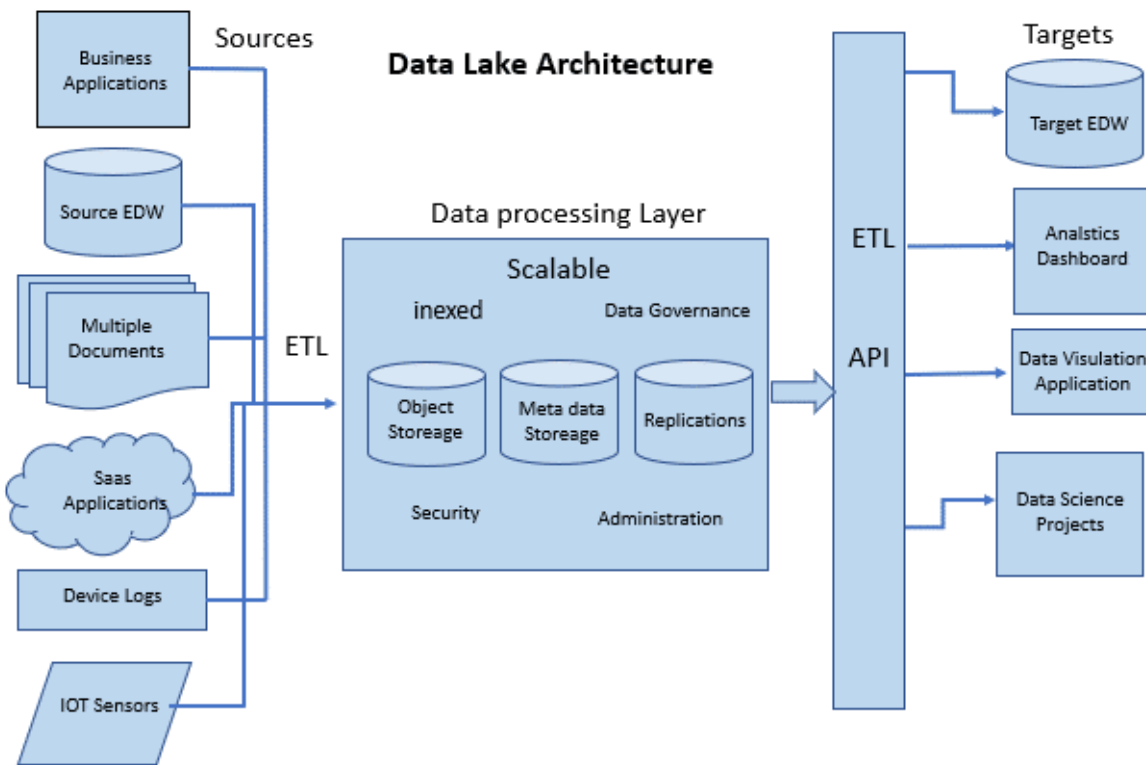 Sources
Business
Applications
Source EDW
Multiple
Documents
Saas
Applications
Device Logs
IOT Sensors
ETL
Data Lake Architecture
Data processing Layer
Scalable
inexed
Data Governance
Object
Storeage
Meta data
Storeage
Replications
Security
Administration
ETL
API
Targets
Target EDW
Analstics
Dashboard
Data Visulation
Application
Data Science
Projects